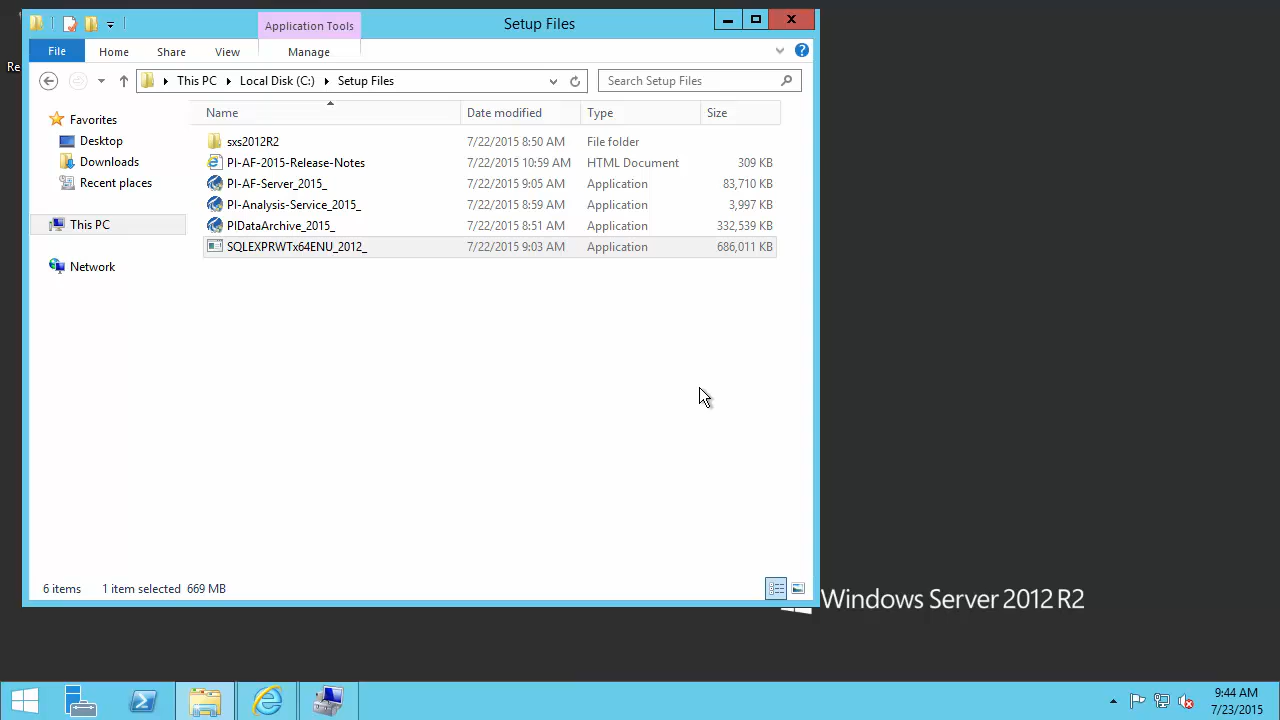 Application Tools
Setup Files
File
Home
Share
View
Manage
This PC
Local Disk (C:)
Setup Files
Search Setup Files
Re
Name
Date modified
Type
Size
Favorites
Desktop
Downloads
Recent places
This PC
Network
sxs2012R2
7/22/2015 8:50 AM
File folder
PI-AF-2015-Release-Notes
7/22/2015 10:59 AM
HTML Document
309 KB
PI-AF-Server_2015_
7/22/2015 9:05 AM
Application
83,710 KB
PI-Analysis-Service_2015_
7/22/2015 8:59 AM
Application
3,997 KB
PIDataArchive_2015_
7/22/2015 8:51 AM
Application
332,539 KB
SQLEXPRWTx64ENU_2012_
7/22/2015 9:03 AM
Application
686,011 KB
6 items
1 item selected 669 MB
Windows Server 2012 R2
9:44 AM
7/23/2015